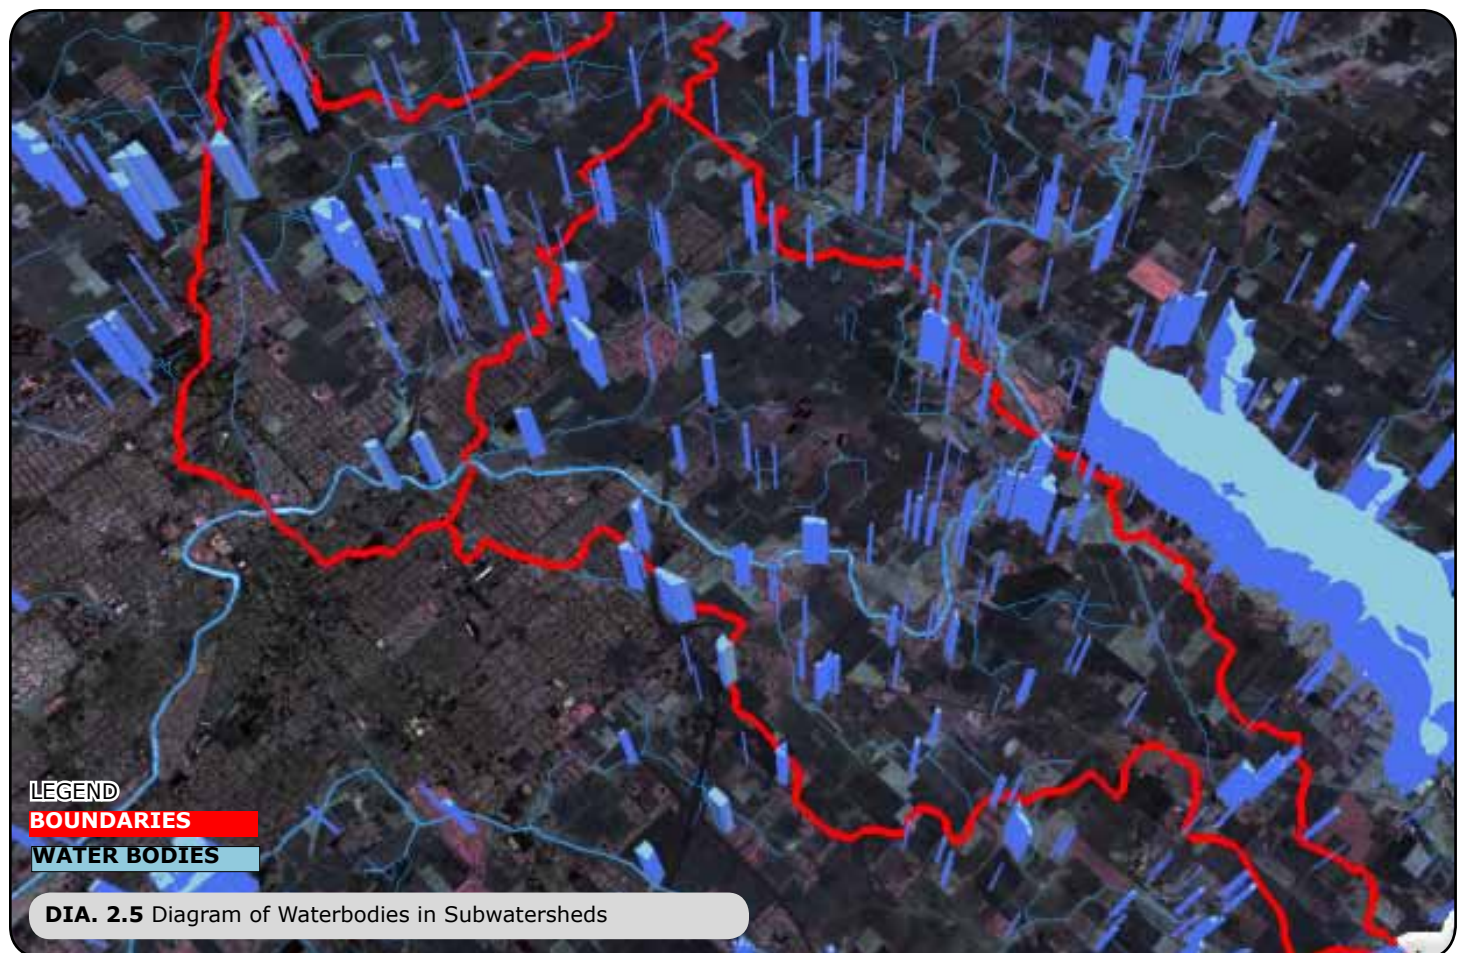 LEGEND
BOUNDARIES
WATER BODIES
DIA. 2.5 Diagram of Waterbodies in Subwatersheds